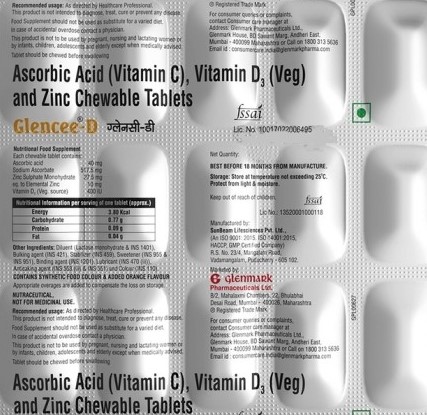 Recommended usage: As directed by Healthcare Professional.
This product is not intended to diagnose, treat, cure or prevent any disease.
Food Supplement should not be used as substitute for a varied diet.
In case of accidental overdose contact a physician.
This product is not to be used by pregnant, nursing and lactating women or
by infants, children, adolescents and elderly except when medically advised.
Tablet should be chewed before swallowing
® Registered Trade Mark
For consumer queries or complaints,
contact Consumer care manager at
Address: Glenmark Pharmaceuticals Ltd.,
Glenmark House, BD Savant Marg, Andheri East,
Mumbai - 400099 Maharashtra or Call on 1800 313 5636
Email id : consumercare.india@glenmarkpharma.com
Ascorbic Acid (Vitamin C), Vitamin D3 (Veg)
and Zinc Chewable Tablets
Glencee®-D ग्लेनसी-डी
fssai
Lic. No. 10017022006495
Nutritional Food Supplement
Each chewable tablet contains:
Ascorbic acid 40 mg
Sodium Ascorbate 517.5 mg
Zinc Sulphate Monohydrate 27.5 mg
eq. to Elemental Zinc 10 mg
Vitamin D3 (Veg. source) 400 IU
Nutritional Information per serving of one tablet (approx.)
Energy 3.80 Kcal
Carbohydrate 0.77 g
Protein 0.08 g
Fat 0.04 g
Other Ingredients: Diluent (Lactose monohydrate & INS 1401),
Bulking agent (INS 421), Stabilizer (INS 459), Sweetener (INS 955 &
INS 951), Binding agent (INS 1201), Lubricant (INS 470 (iii)),
Anticaking agent (INS 553 (iii) & INS 551) and Colour (INS 110).
CONTAINS SYNTHETIC FOOD COLOUR & ADDED ORANGE FLAVOUR
Appropriate overages are added to compensate the loss on storage.
NUTRACEUTICAL,
NOT FOR MEDICINAL USE.
Recommended usage: As directed by Healthcare Professional.
This product is not intended to diagnose, treat, cure or prevent any disease.
Food Supplement should not be used as substitute for a varied diet.
In case of accidental overdose contact a physician.
This product is not to be used by pregnant, nursing and lactating women or
by infants, children, adolescents and elderly except when medically advised.
Tablet should be chewed before swallowing
Net Quantity:
BEST BEFORE 18 MONTHS FROM MANUFACTURE.
Storage: Store at temperature not exceeding 25°C.
Protect from light & moisture.
Keep out of reach of children.
fssai
Lic No.: 13520001000118
Manufactured by:
SunBeam Lifesciences Pvt. Ltd.,
(An ISO 9001: 2015, ISO 14001:2015,
HACCP, GMP Certified Company)
R.S. No. 23/4, Mangalam Road,
Vadamangalam, Puducherry - 605 102.
Marketed by:
glenmark
Pharmaceuticals Ltd.
B/2, Mahalaxmi Chambers, 22, Bhulabhai
Desai Road, Mumbai - 400026, Maharashtra
® Registered Trade Mark
For consumer queries or complaints,
contact Consumer care manager at
Address: Glenmark Pharmaceuticals Ltd.,
Glenmark House, BD Savant Marg, Andheri East,
Mumbai - 400099 Maharashtra or Call on 1800 313 5636
Email id : consumercare.india@glenmarkpharma.com
Ascorbic Acid (Vitamin C), Vitamin D3 (Veg)
and Zinc Chewable Tablets